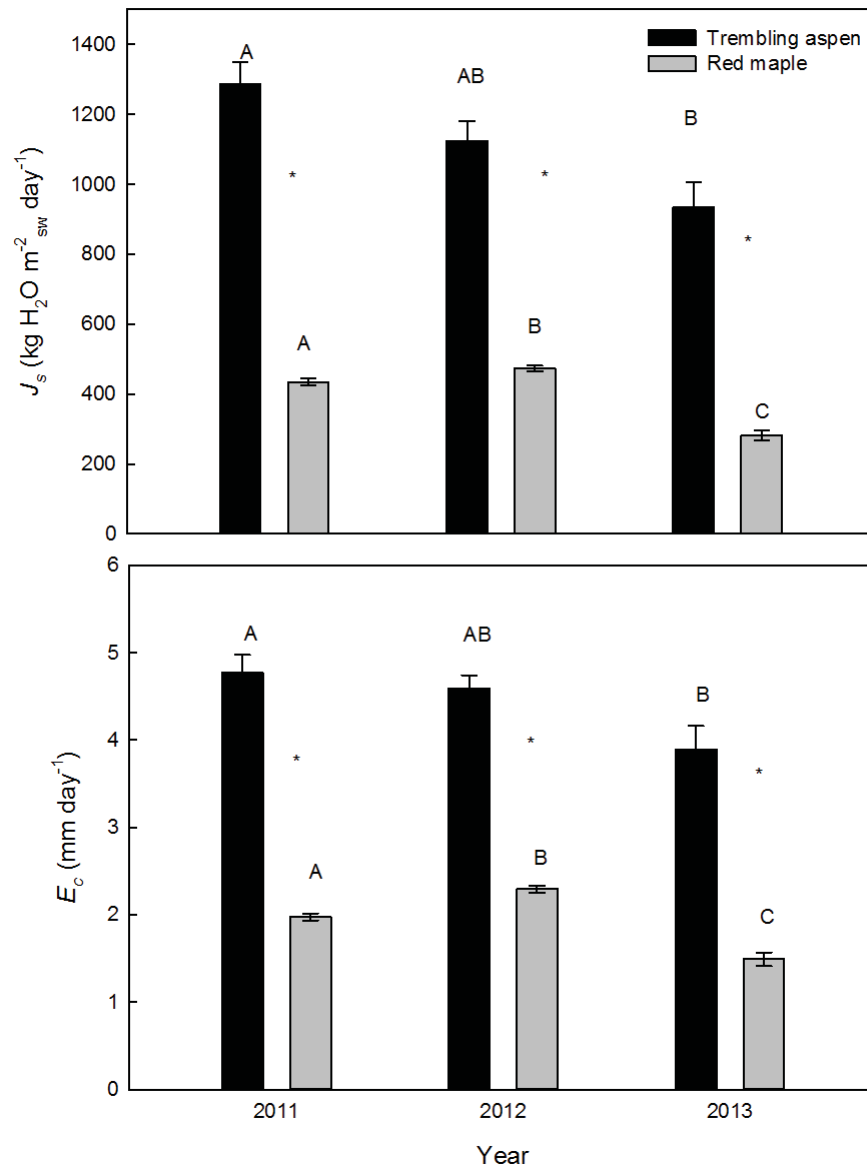 Trembling aspen
Red maple
J_s (kg H₂O m⁻²_sw day⁻¹)
1400
1200
1000
800
600
400
200
0
A
AB
B
*
*
*
A
B
C
E_c (mm day⁻¹)
6
5
4
3
2
1
0
A
AB
B
*
*
*
A
B
C
2011
2012
2013
Year